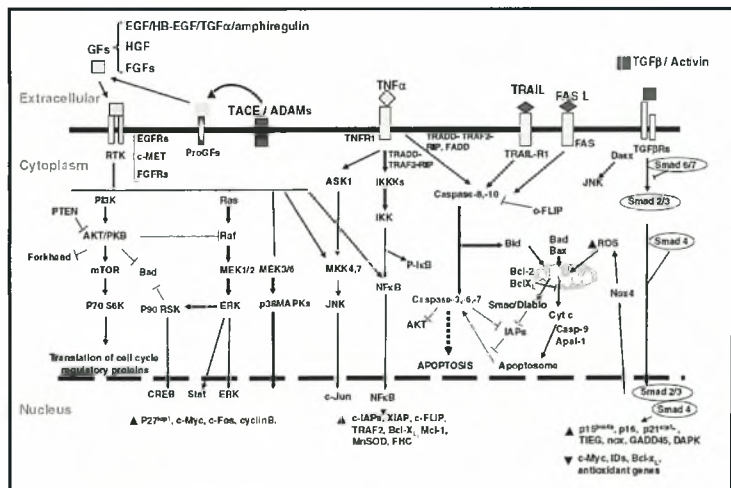 EGF/HB-EGF/TGFα/amphiregulin
GFs
HGF
FGFs
TNFα
TRAIL
FAS L
TGFβ / Activin
Extracellular
TACE / ADAMs
RTK
EGFRs
c-MET
FGFRs
ProGFs
TNFR1
TRADD- TRAF2-
RIP, FADD
TRADD-
TRAF2-RIP
TRAIL-R1
FAS
TGFβRs
Cytoplasm
Daxx
JNK
Smad 6/7
Smad 2/3
Smad 4
PI3K
PTEN
AKT/PKB
Forkhead
mTOR
Bad
P70 S6K
P90 RSK
Translation of cell cycle
regulatory proteins
Ras
Raf
MEK1/2
ERK
MEK3/6
p38MAPKs
ASK1
MKK4,7
JNK
IKKKs
IKK
P-IκB
NFκB
Caspase-8,-10
c-FLIP
Bid
Bad
Bax
Bcl-2
BclXL
ROS
Nox4
Smac/Diablo
Caspase-3,-6,-7
AKT
IAPs
Cyt c
Casp-9
Apaf-1
APOPTOSIS
Apoptosome
CREB
Stat
ERK
c-Jun
NFκB
Smad 2/3
Smad 4
Nucleus
▲ P27kip1, c-Myc, c-Fos, cyclinB.
▲ c-IAPs, XIAP, c-FLIP,
TRAF2, Bcl-XL, Mcl-1,
MnSOD, FHC
▲ p15, p16, p21
TIEG, nox, GADD45, DAPK
▼ c-Myc, IDs, Bcl-xL,
antioxidant genes